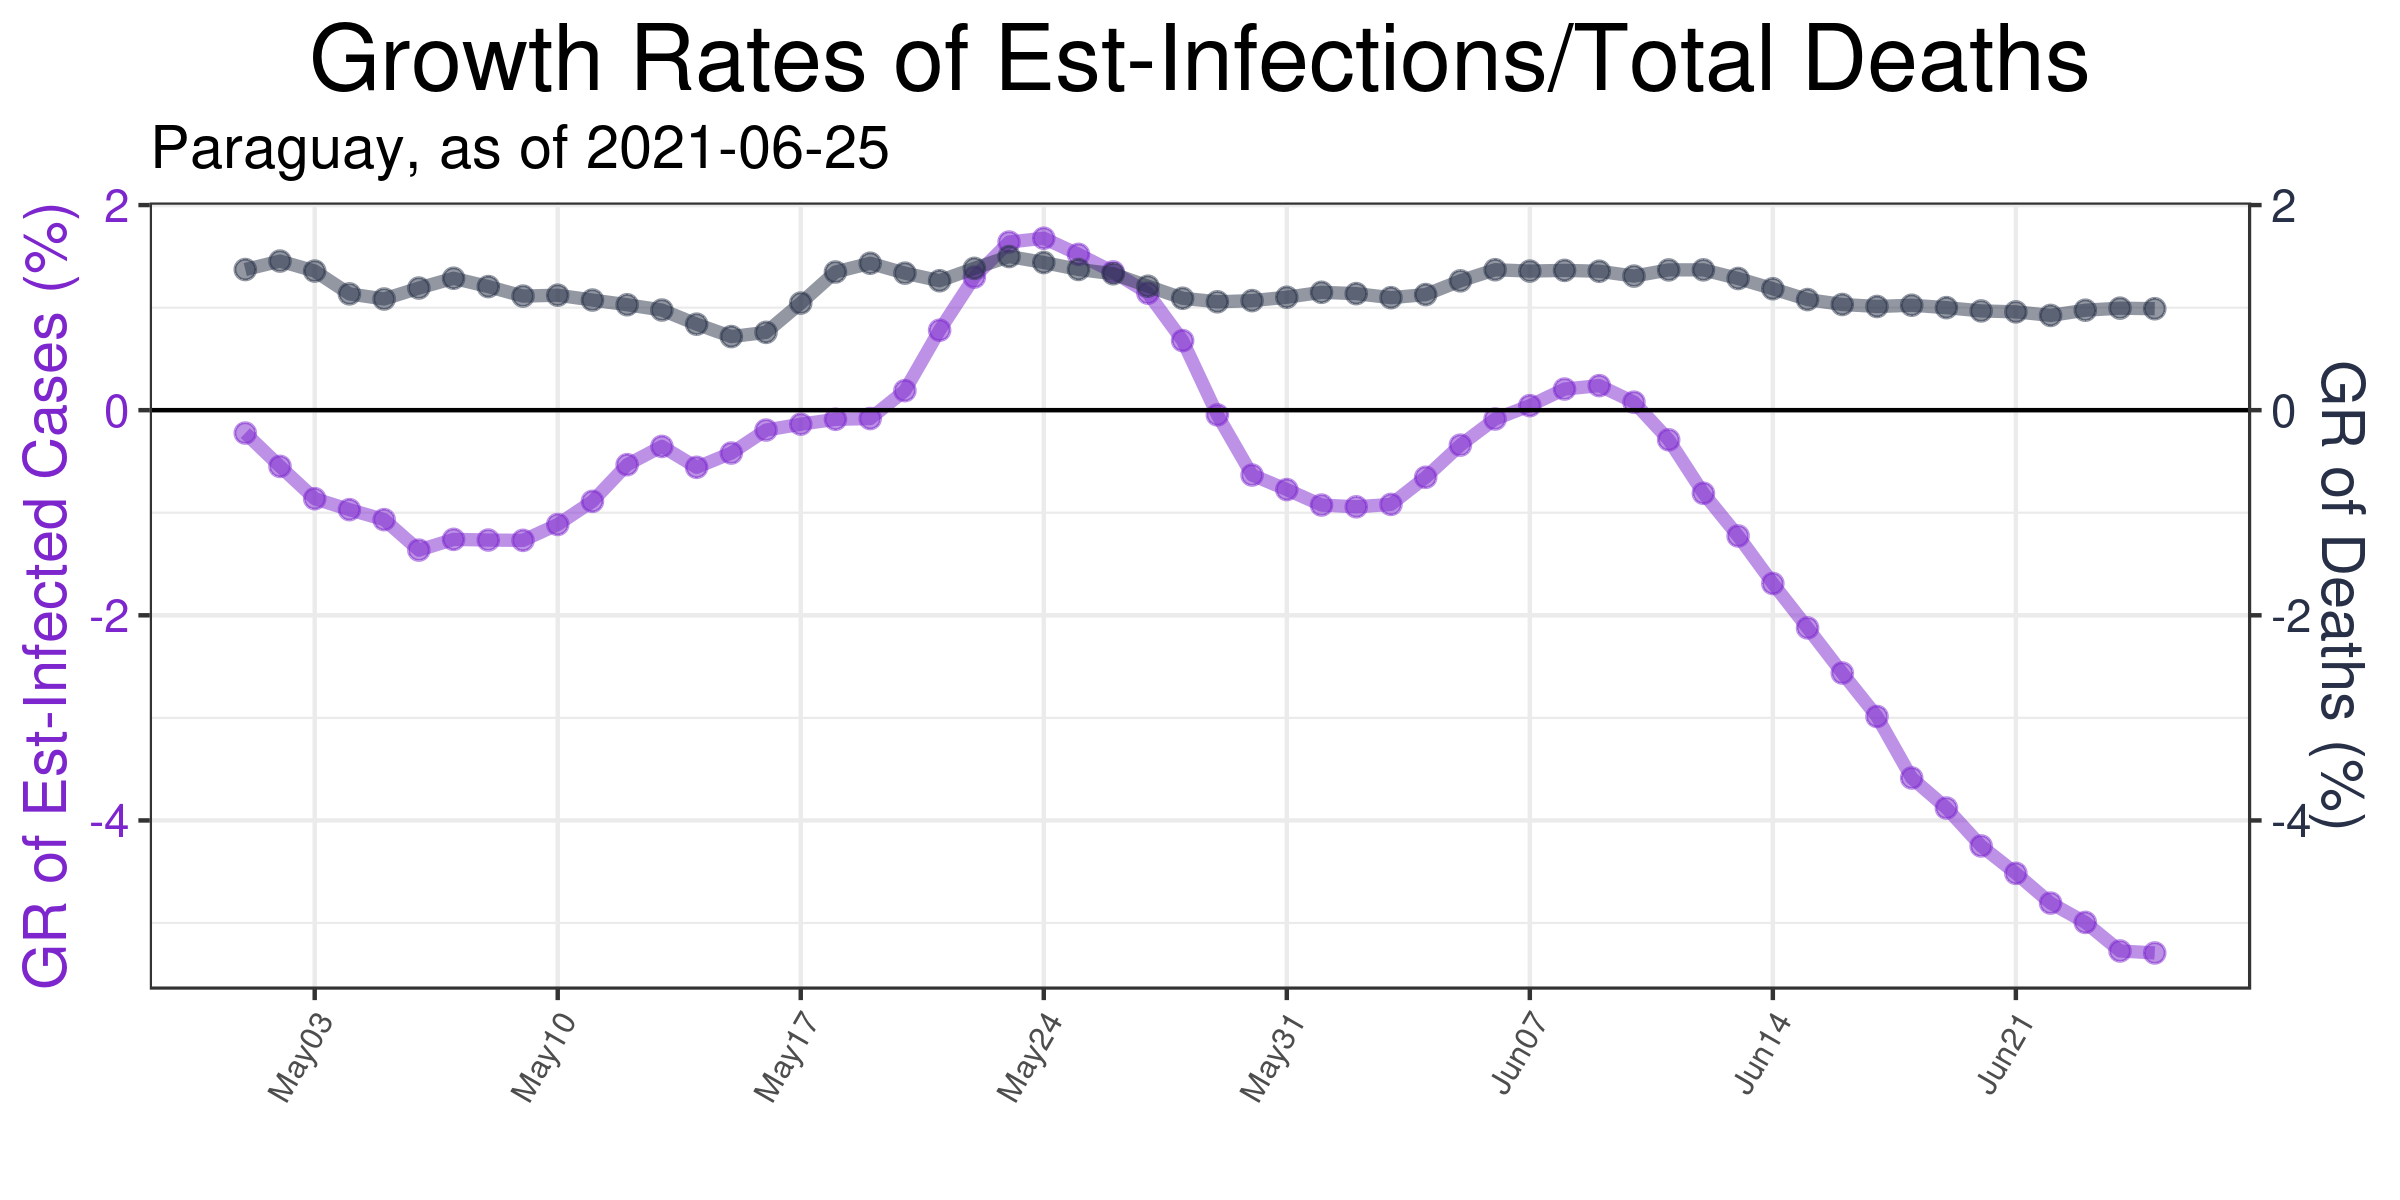 Growth Rates of Est-Infections/Total Deaths
Paraguay, as of 2021-06-25
GR of Est-Infected Cases (%)
2
0
-2
-4
2
0
-2
-4
GR of Deaths (%)
May03
May10
May17
May24
May31
Jun07
Jun14
Jun21